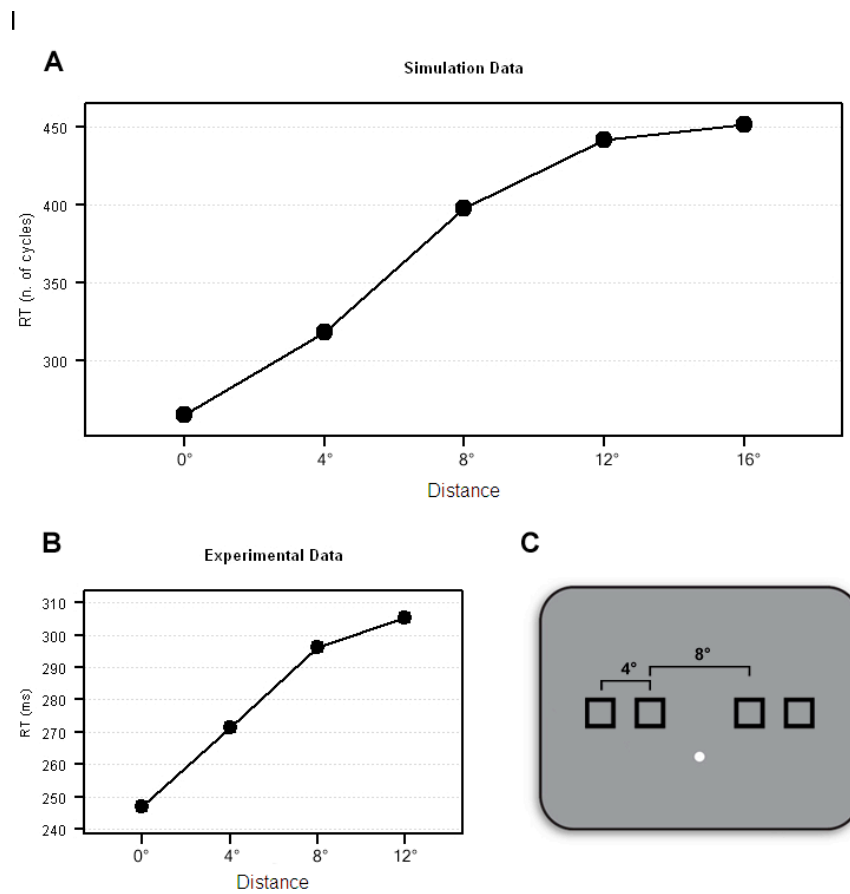 A
Simulation Data
450
400
350
300
RT (n. of cycles)
0° 4° 8° 12° 16°
Distance
B
Experimental Data
310
300
290
280
270
260
250
240
RT (ms)
0° 4° 8° 12°
Distance
C
4° 8°